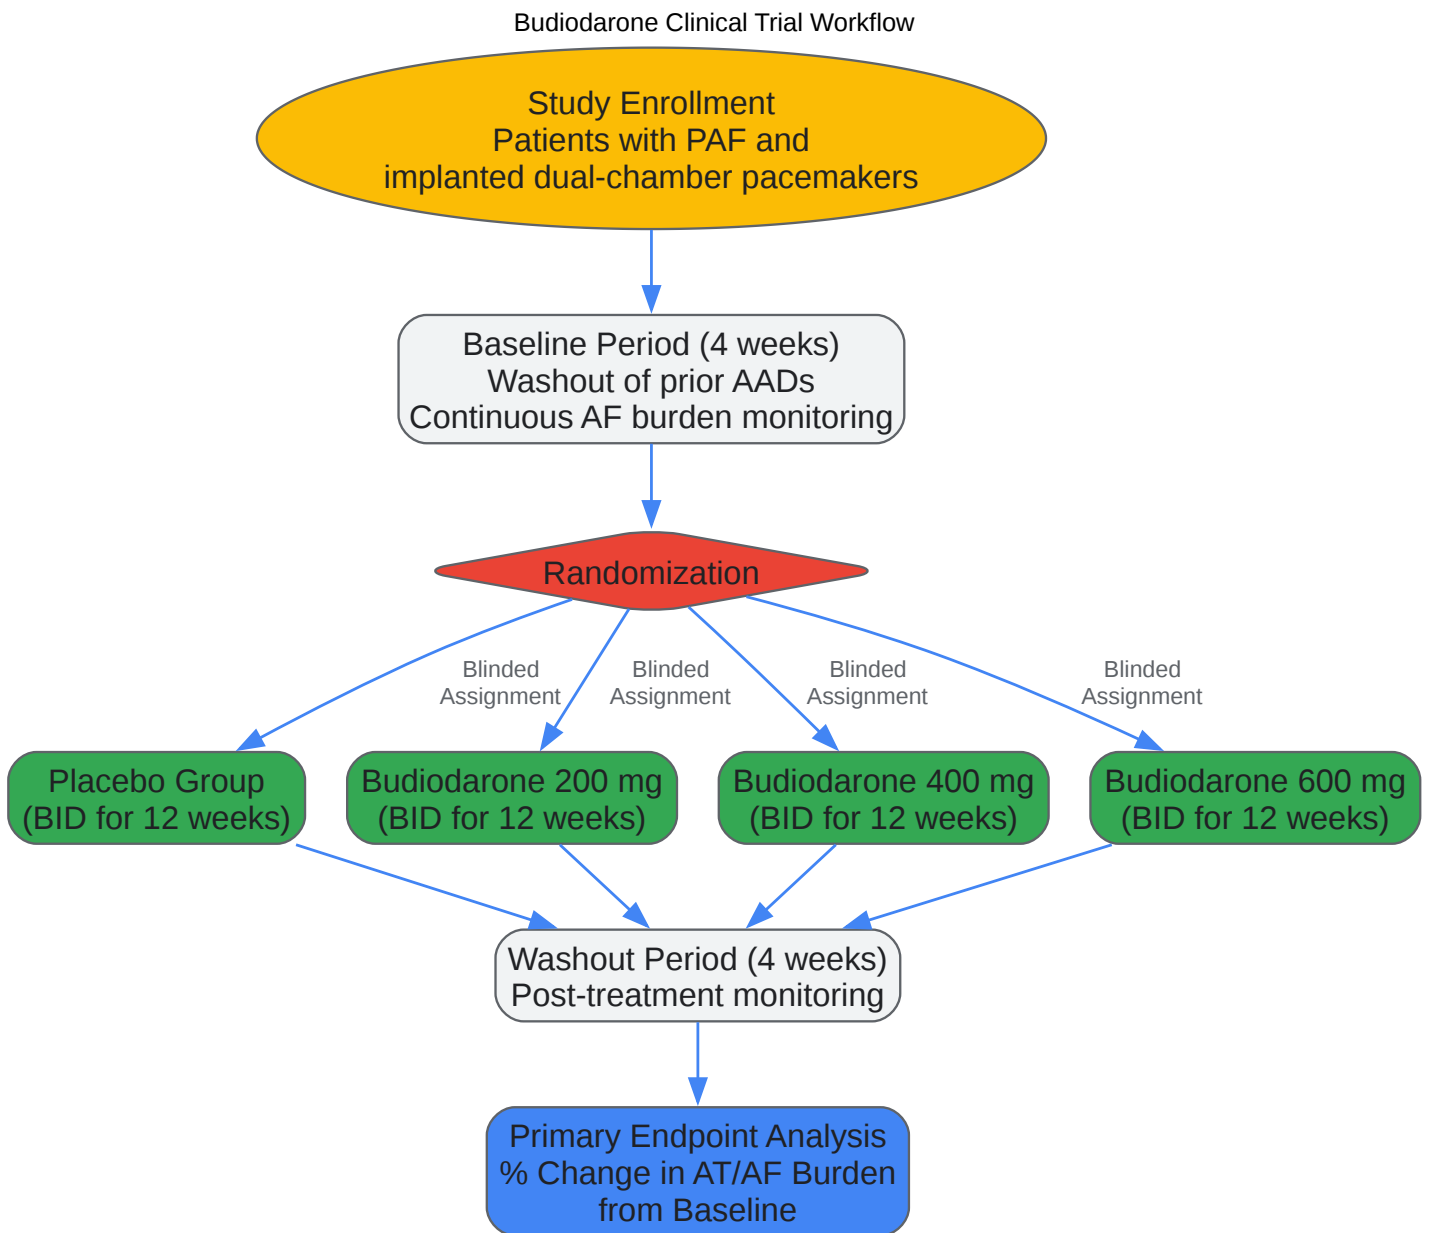 Budiodarone Clinical Trial Workflow
Study Enrollment
Patients with PAF and
implanted dual-chamber pacemakers
Baseline Period (4 weeks)
Washout of prior AADs
Continuous AF burden monitoring
Randomization
Blinded
Assignment
Blinded
Assignment
Blinded
Assignment
Blinded
Assignment
Placebo Group
(BID for 12 weeks)
Budiodarone 200 mg
(BID for 12 weeks)
Budiodarone 400 mg
(BID for 12 weeks)
Budiodarone 600 mg
(BID for 12 weeks)
Washout Period (4 weeks)
Post-treatment monitoring
Primary Endpoint Analysis
% Change in AT/AF Burden
from Baseline